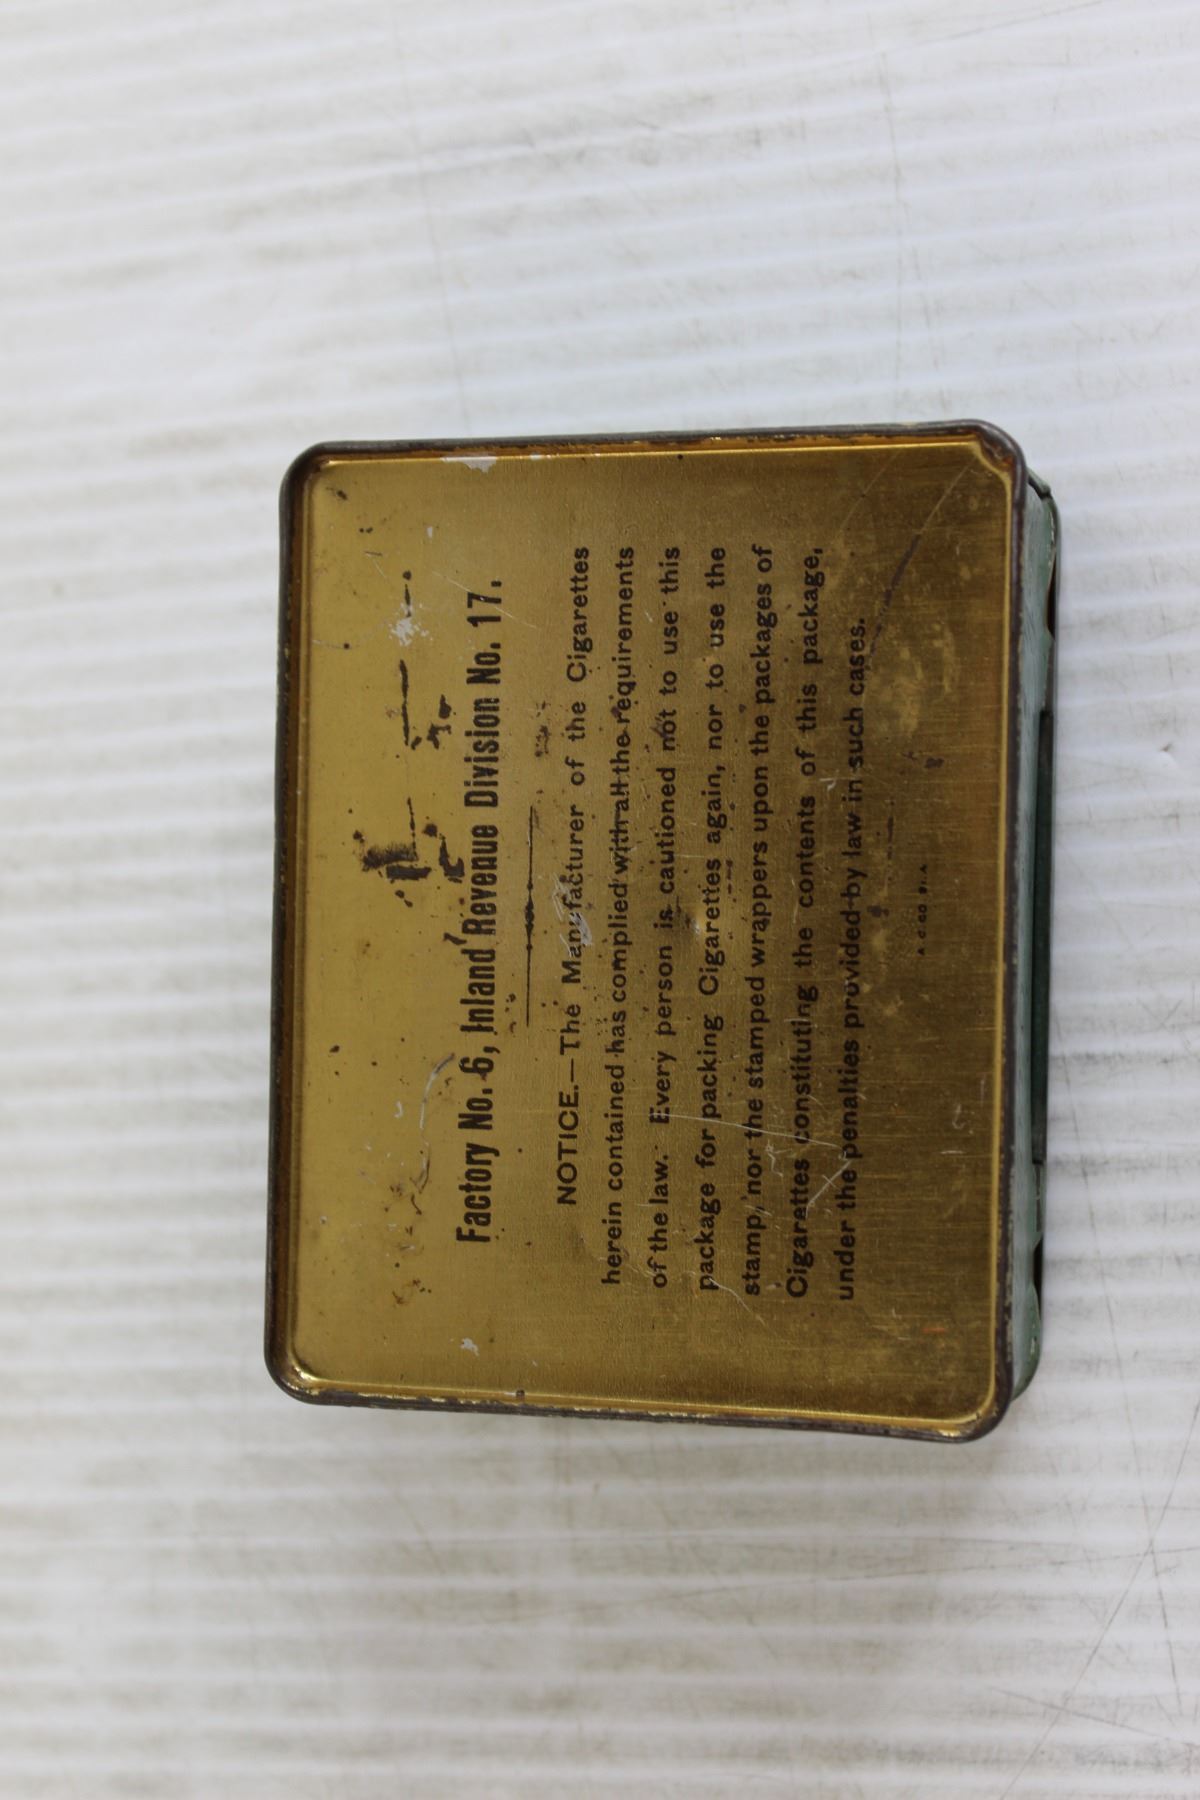 Factory No. 6, Inland Revenue Division No. 17.
NOTICE.—The Manufacturer of the Cigarettes
herein contained has complied with all the requirements
of the law. Every person is cautioned not to use this
package for packing Cigarettes again, nor to use the
stamp, nor the stamped wrappers upon the packages of
Cigarettes constituting the contents of this package,
under the penalties provided by law in such cases.